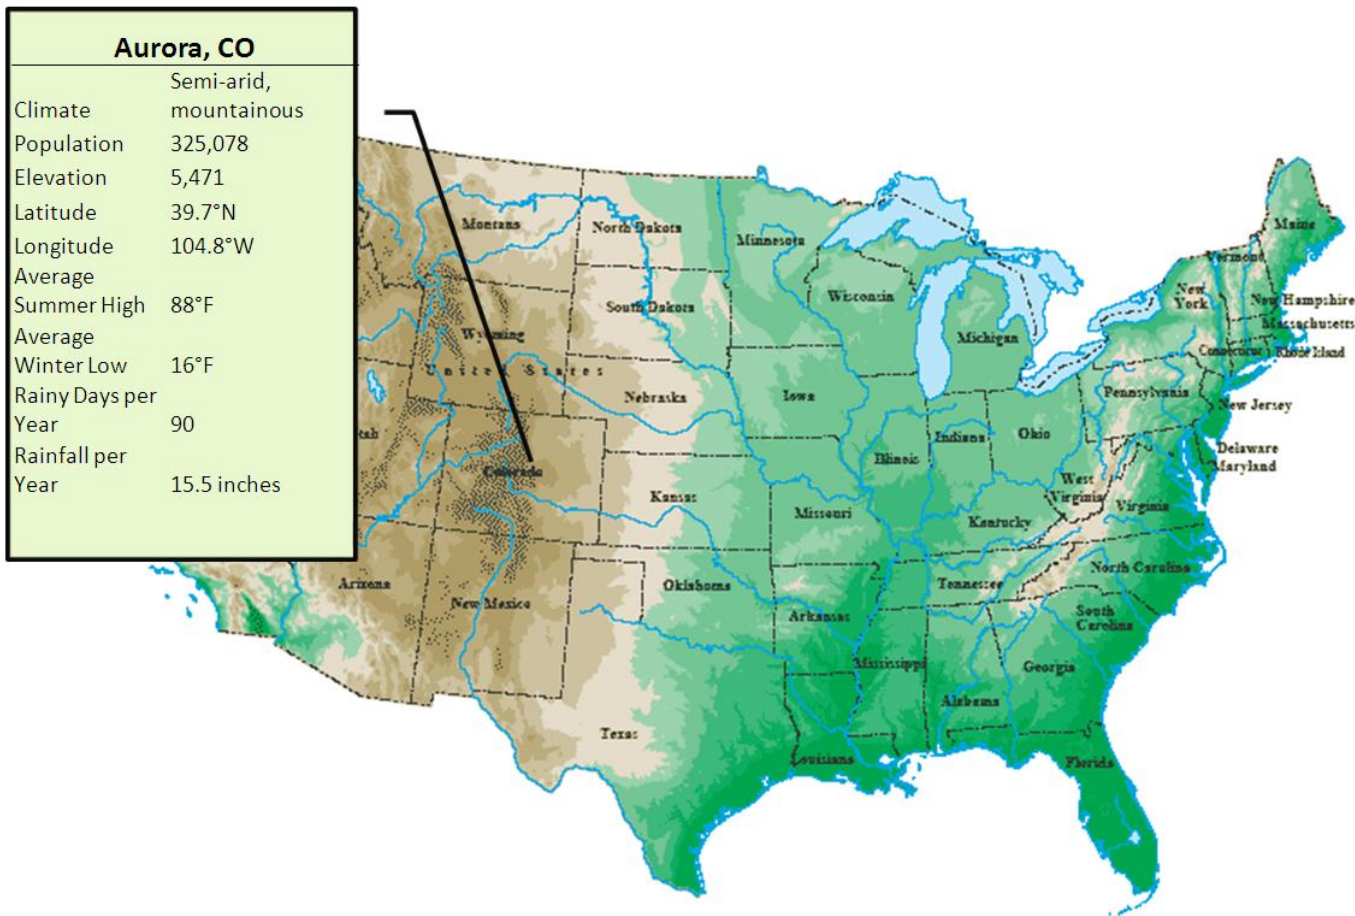 Aurora, CO
Semi-arid,
Climate mountainous
Population 325,078
Elevation 5,471
Latitude 39.7°N
Longitude 104.8°W
Average
Summer High 88°F
Average
Winter Low 16°F
Rainy Days per
Year 90
Rainfall per
Year 15.5 inches
Montana
North Dakota
Minnesota
Maine
Vermont
New
York
New Hampshire
Massachusetts
Connecticut
Rhode Island
South Dakota
Wisconsin
Michigan
Wyoming
United States
Nebraska
Iowa
Pennsylvania
New Jersey
Indiana
Ohio
Illinois
Delaware
Maryland
Colorado
Kansas
Missouri
West
Virginia
Virginia
Kentucky
Arizona
New Mexico
Oklahoma
Tennessee
North Carolina
Arkansas
South
Carolina
Mississippi
Georgia
Alabama
Texas
Louisiana
Florida